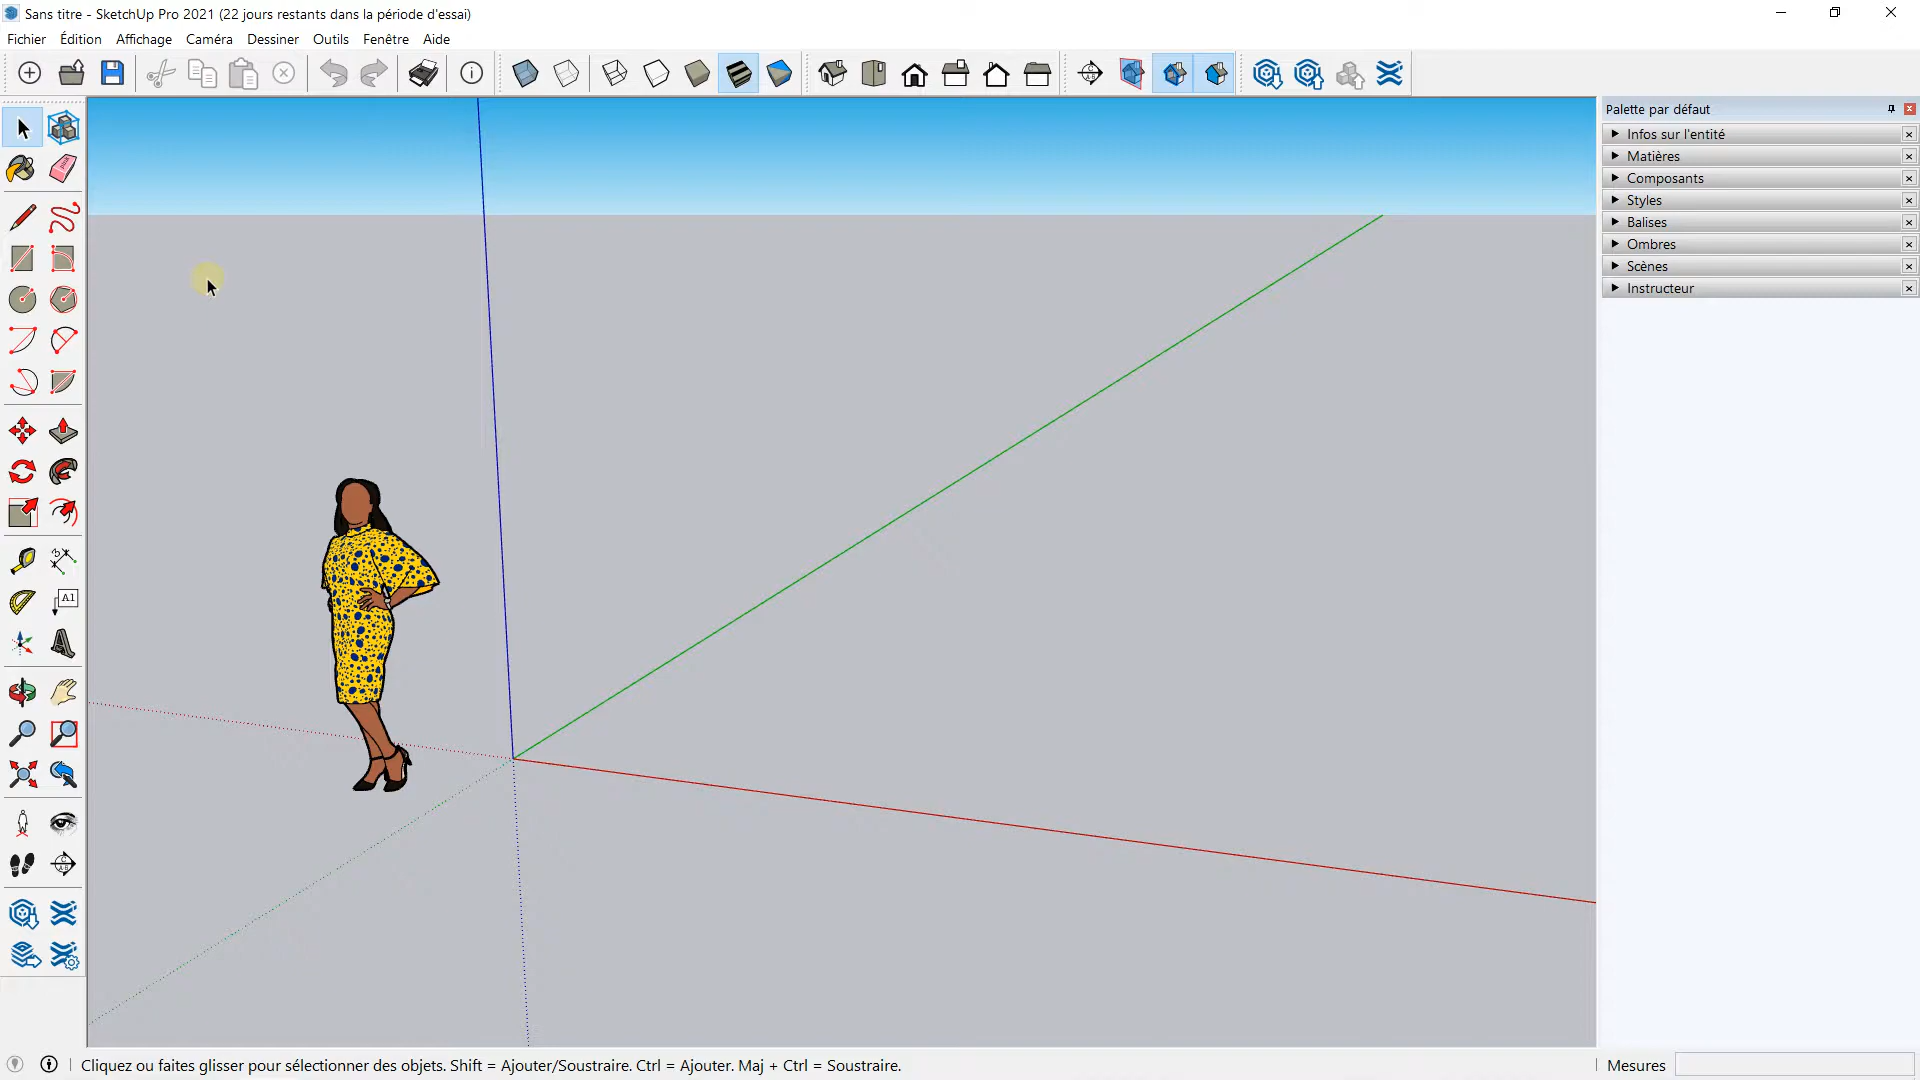 Sans titre - SketchUp Pro 2021 (22 jours restants dans la période d'essai)
Fichier Édition Affichage Caméra Dessiner Outils Fenêtre Aide
Palette par défaut
Infos sur l'entité
Matières
Composants
Styles
Balises
Ombres
Scènes
Instructeur
A1
Cliquez ou faites glisser pour sélectionner des objets. Shift = Ajouter/Soustraire. Ctrl = Ajouter. Maj + Ctrl = Soustraire.
Mesures